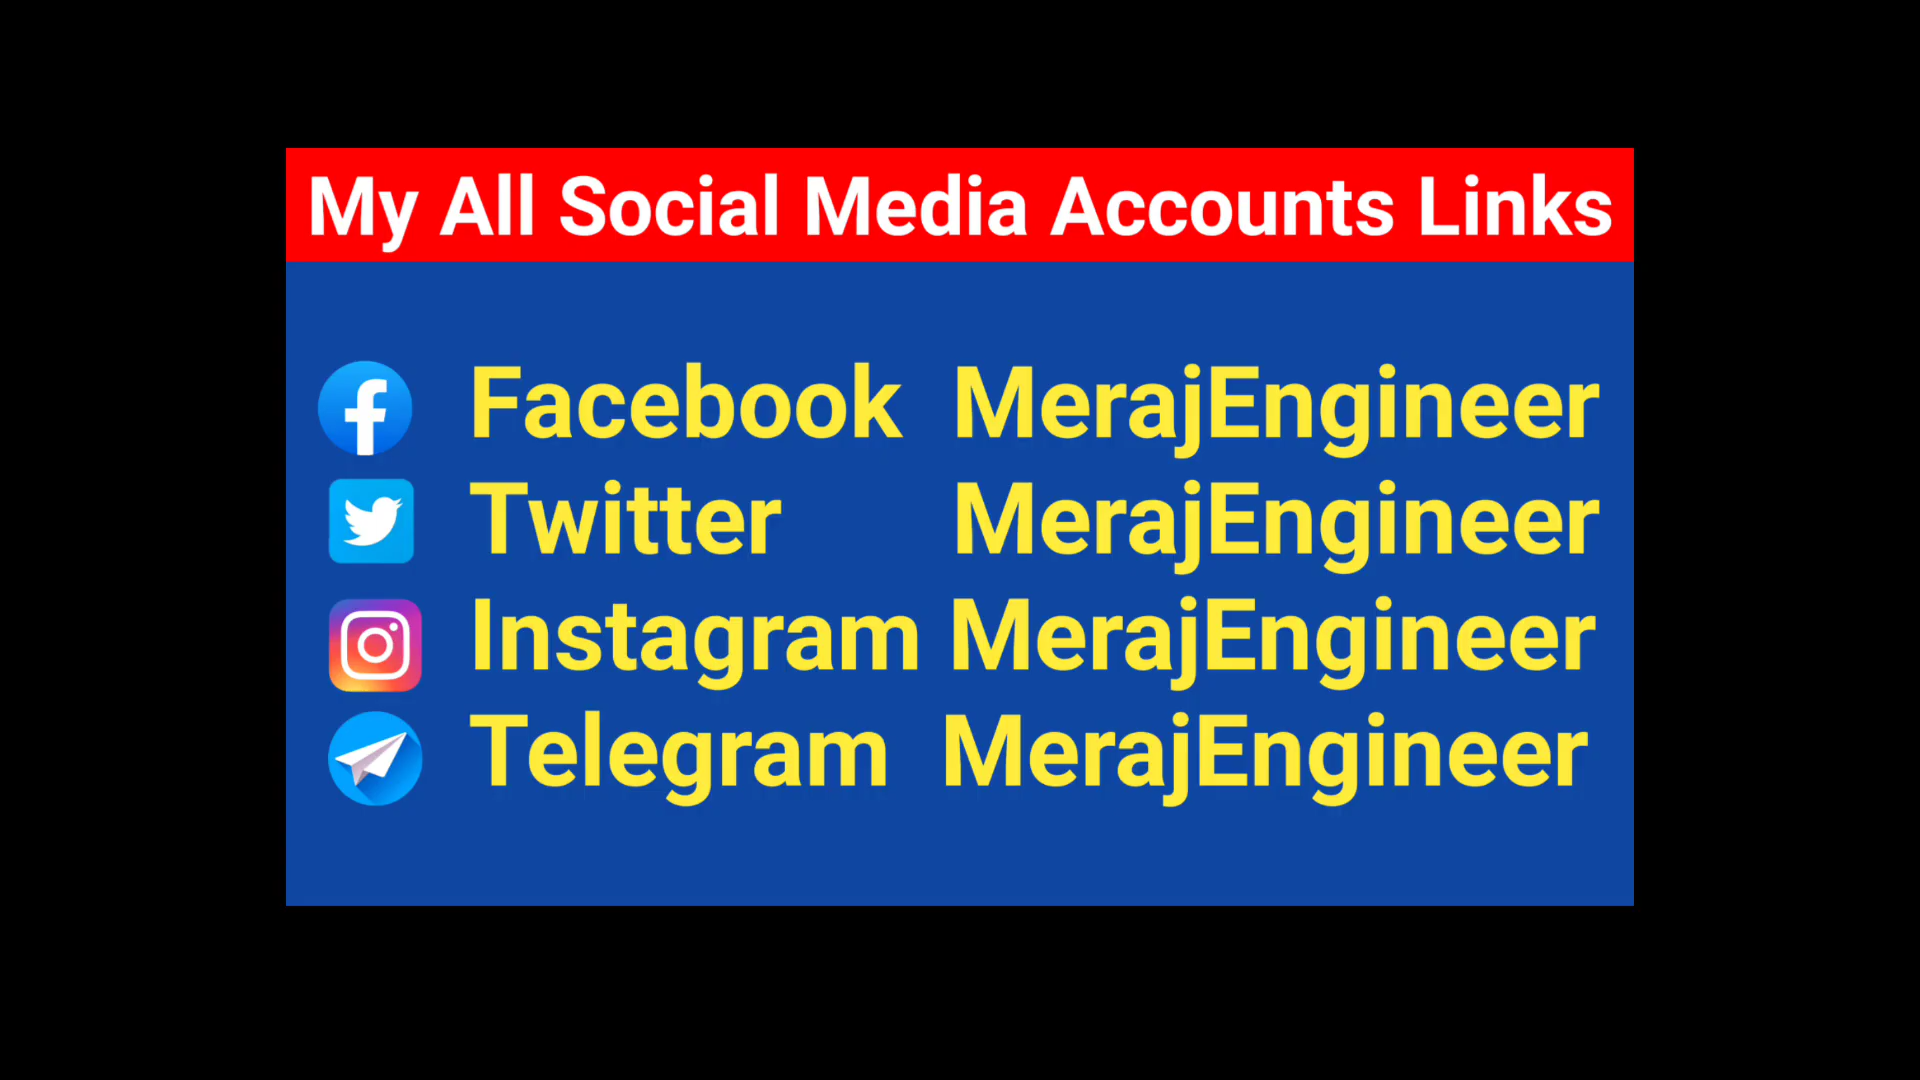 My All Social Media Accounts Links
Facebook MerajEngineer
Twitter MerajEngineer
Instagram MerajEngineer
Telegram MerajEngineer